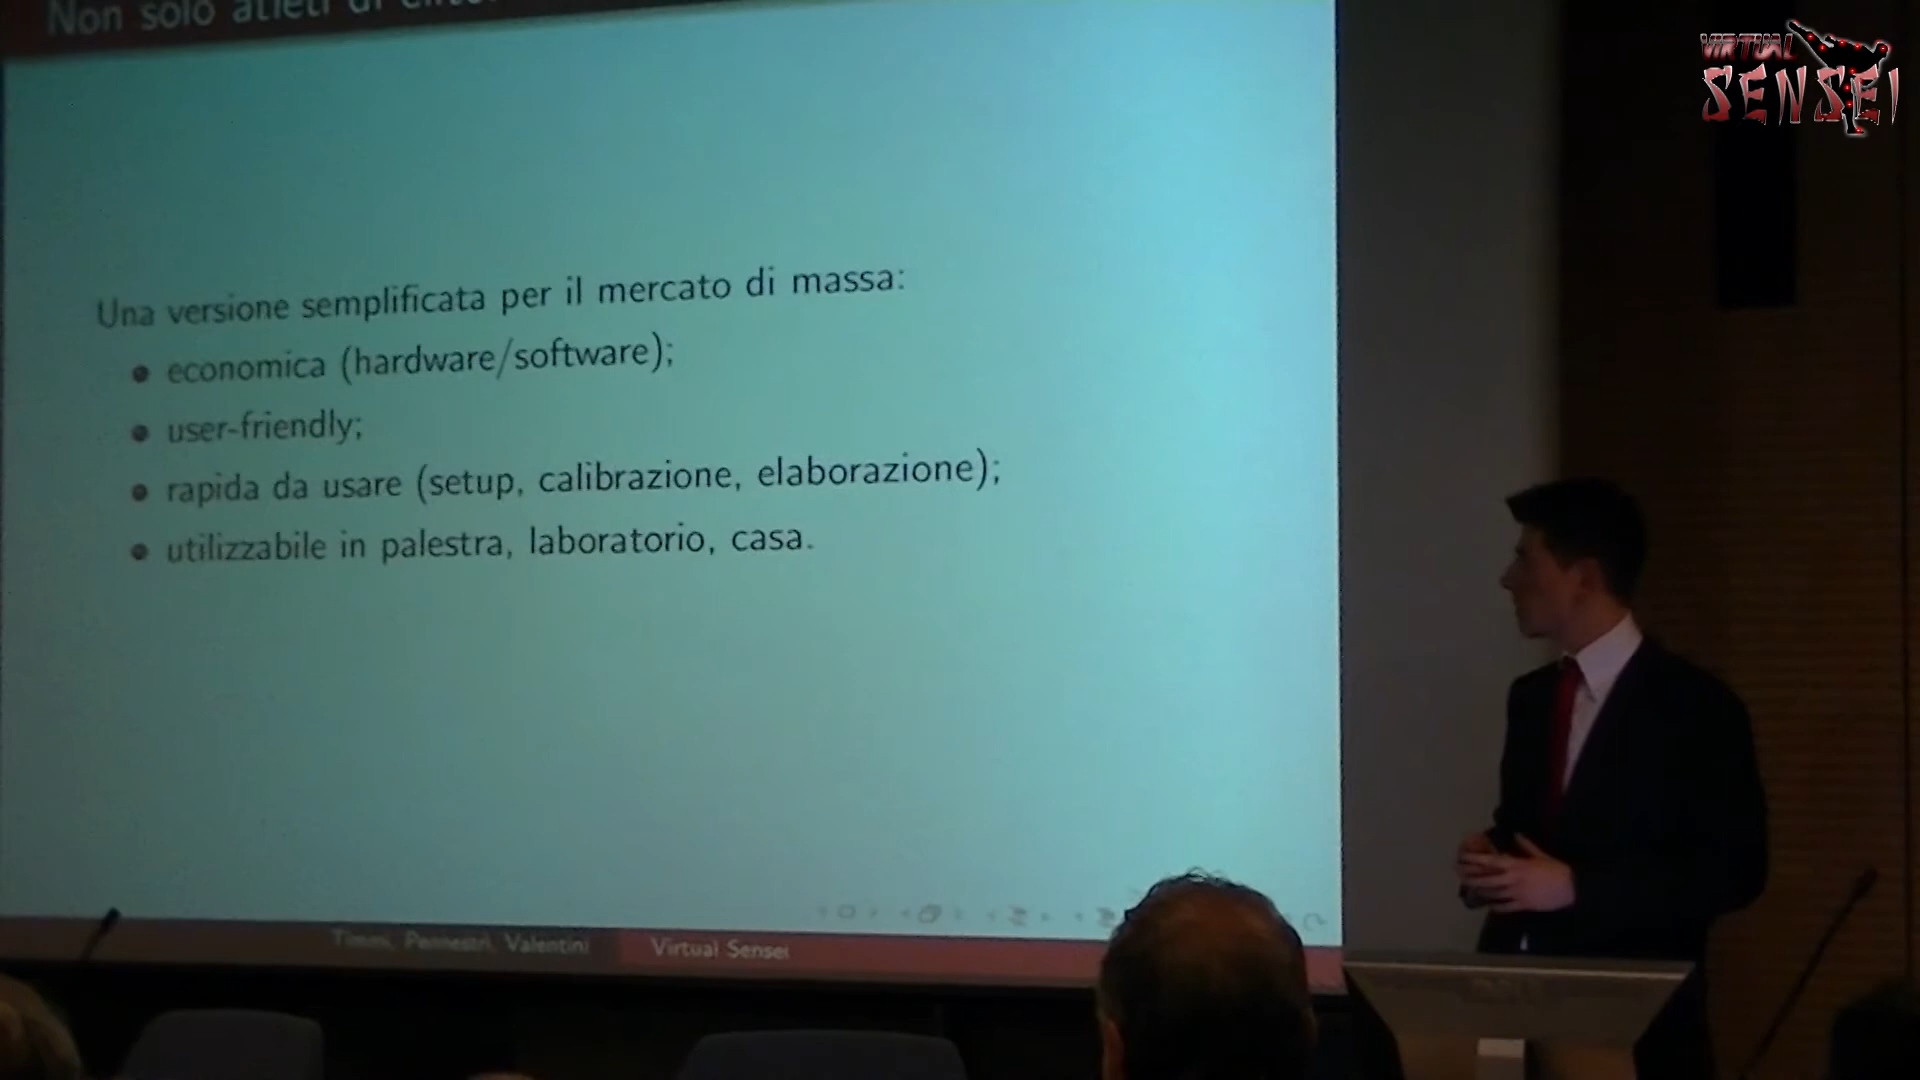 Non solo atleti di elite
VIRTUAL
SENSEI
Una versione semplificata per il mercato di massa:
economica (hardware/software);
user-friendly;
rapida da usare (setup, calibrazione, elaborazione);
utilizzabile in palestra, laboratorio, casa.
Timmi, Pennestrì, Valentini
Virtual Sensei